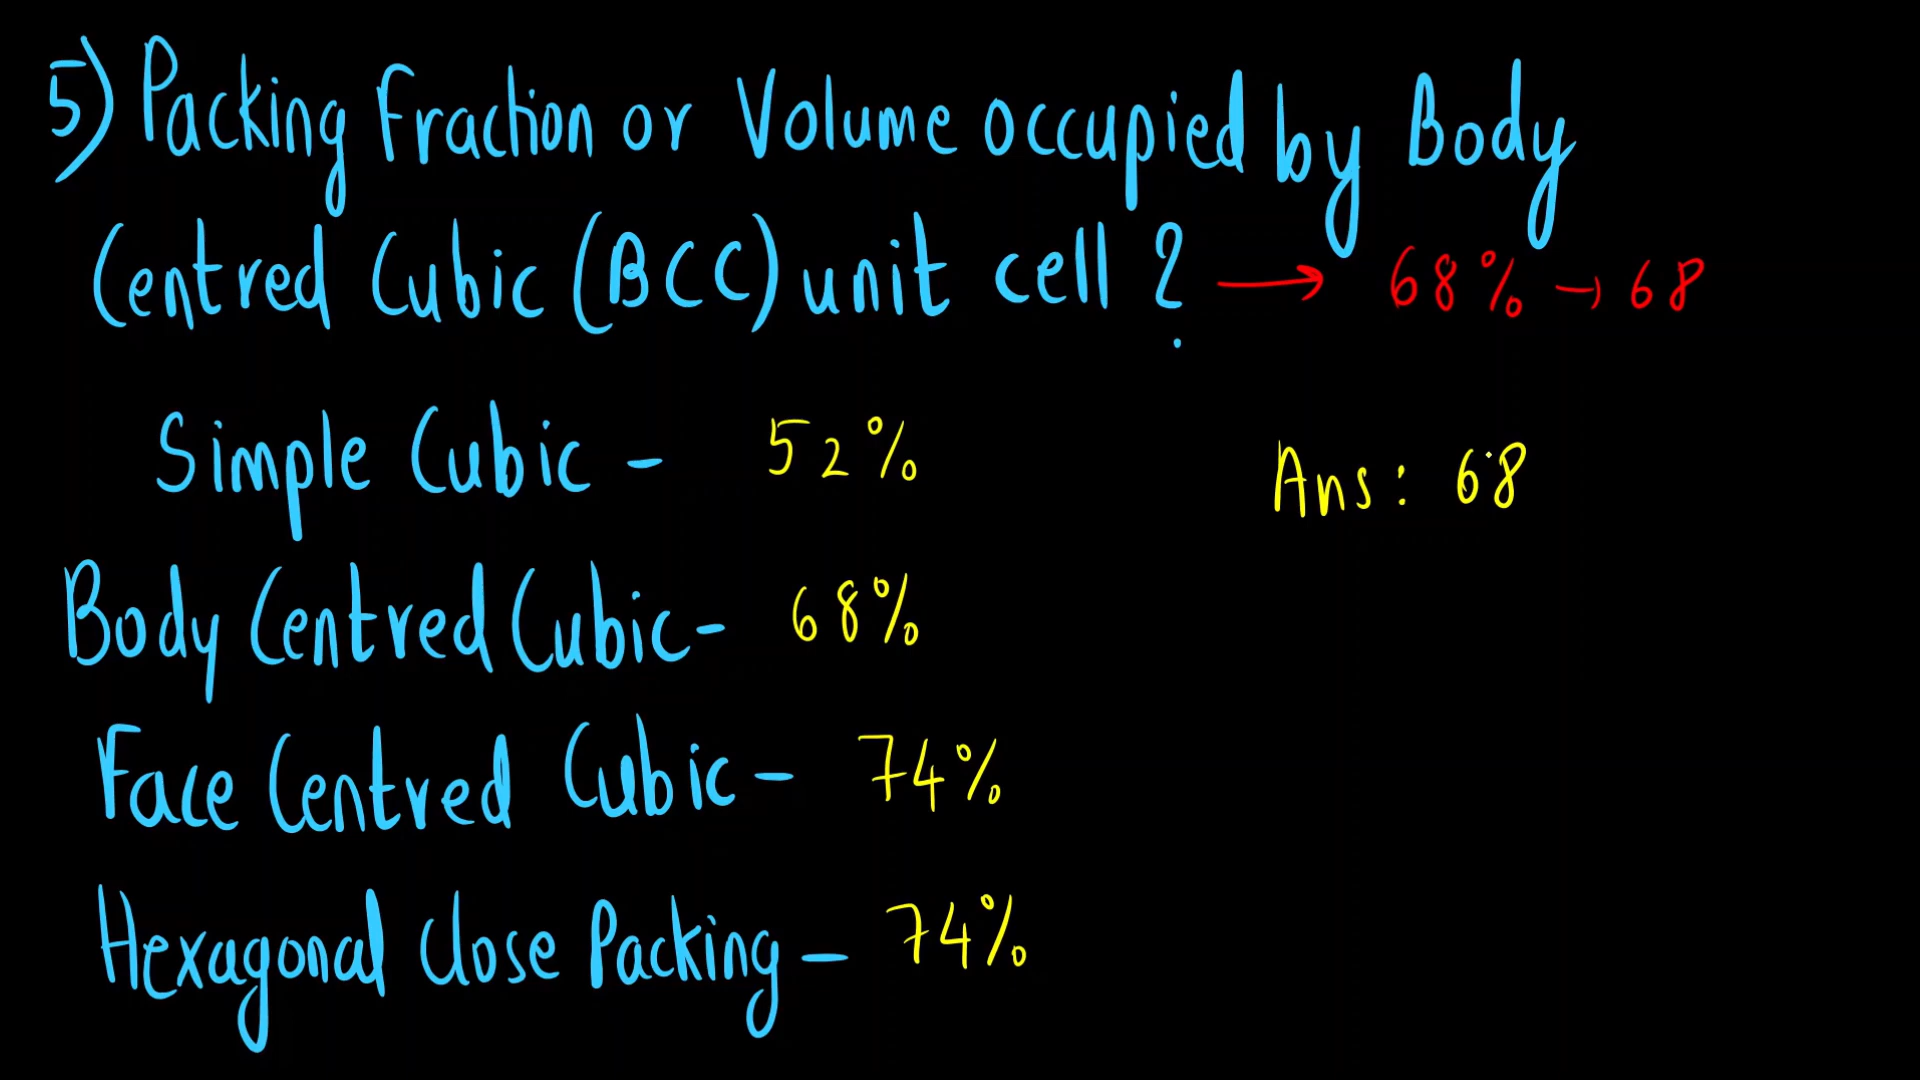 5) Packing Fraction or Volume occupied by Body
Centred Cubic (BCC) unit cell ? → 68% → 68
Simple Cubic - 52%
Ans: 68
Body Centred Cubic - 68%
Face Centred Cubic - 74%
Hexagonal Close Packing - 74%